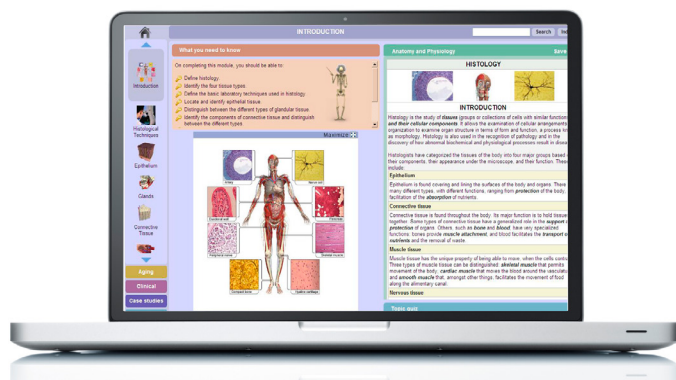 INTRODUCTION
Search
What you need to know
On completing this module, you should be able to:
Define histology.
Identify the four tissue types.
Define the basic laboratory techniques used in histology.
Locate and identify epithelial tissue.
Distinguish between the different types of glandular tissue
Identify the components of connective tissue and distinguish
between the different types.
Maximize
Introduction
Histological
Techniques
Epithelium
Glands
Connective
Tissue
Aging
Clinical
Case studies
Anatomy and Physiology
Save
HISTOLOGY
INTRODUCTION
Histology is the study of tissues (groups or collections of cells with similar function
and their cellular components. It allows the examination of cellular arrangements
organization to examine organ structure in terms of form and function, a process
as morphology. Histology is also used in the recognition of pathology and in the
discovery of how abnormal biochemical and physiological processes result in
Histologists have categorized the tissues of the body into four major groups based
their components, their appearance under the microscope, and their function. These
include:
Epithelium
Epithelium is found covering and lining the surfaces of the body and organs. There
many different types, with different functions, ranging from protection of the body,
facilitation of the absorption of nutrients.
Connective tissue
Connective tissue is found throughout the body. Its major function is to hold
together. Some types of connective tissue have a generalized role in the support
protection of organs. Others, such as bone and blood, have very specialized
functions: bones provide muscle attachment, and blood facilitates the transport
nutrients and the removal of waste.
Muscle tissue
Muscle tissue has the unique property of being able to move, when the cells
Three types of muscle tissue can be distinguished: skeletal muscle that permits
movement of the body, cardiac muscle that moves the blood around the
and smooth muscle that, amongst other things, facilitates the movement of food
along the alimentary canal.
Nervous tissue
Topic quiz